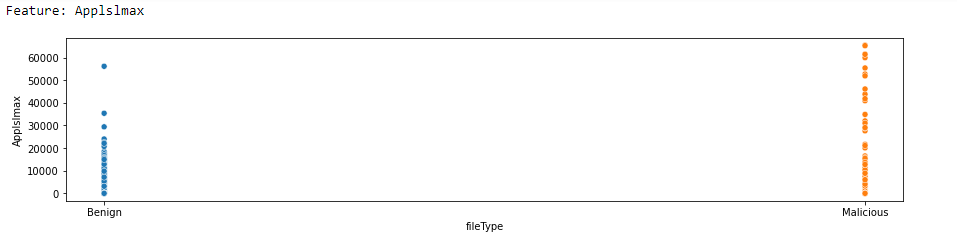 Feature: Applslmax
60000
50000
40000
30000
20000
10000
0
Applslmax
Benign
Malicious
fileType